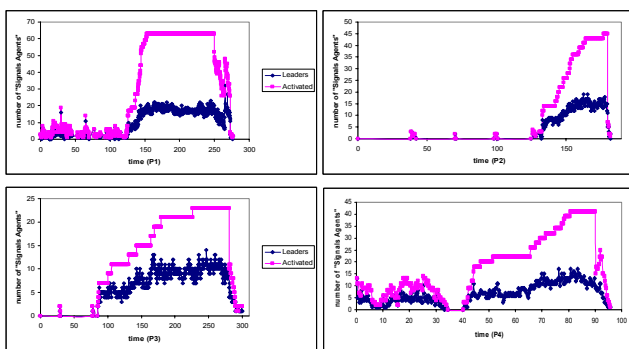 number of "Signals Agents"
70
60
50
40
30
20
10
0
0 50 100 150 200 250 300
time (P1)
Leaders
Activated
number of "Signals Agents"
50
45
40
35
30
25
20
15
10
5
0
0 50 100 150
time (P2)
number of "Signals Agents"
25
20
15
10
5
0
0 50 100 150 200 250 300
time (P3)
Leaders
Activated
number of "Signals Agents"
45
40
35
30
25
20
15
10
5
0
0 10 20 30 40 50 60 70 80 90 100
time (P4)